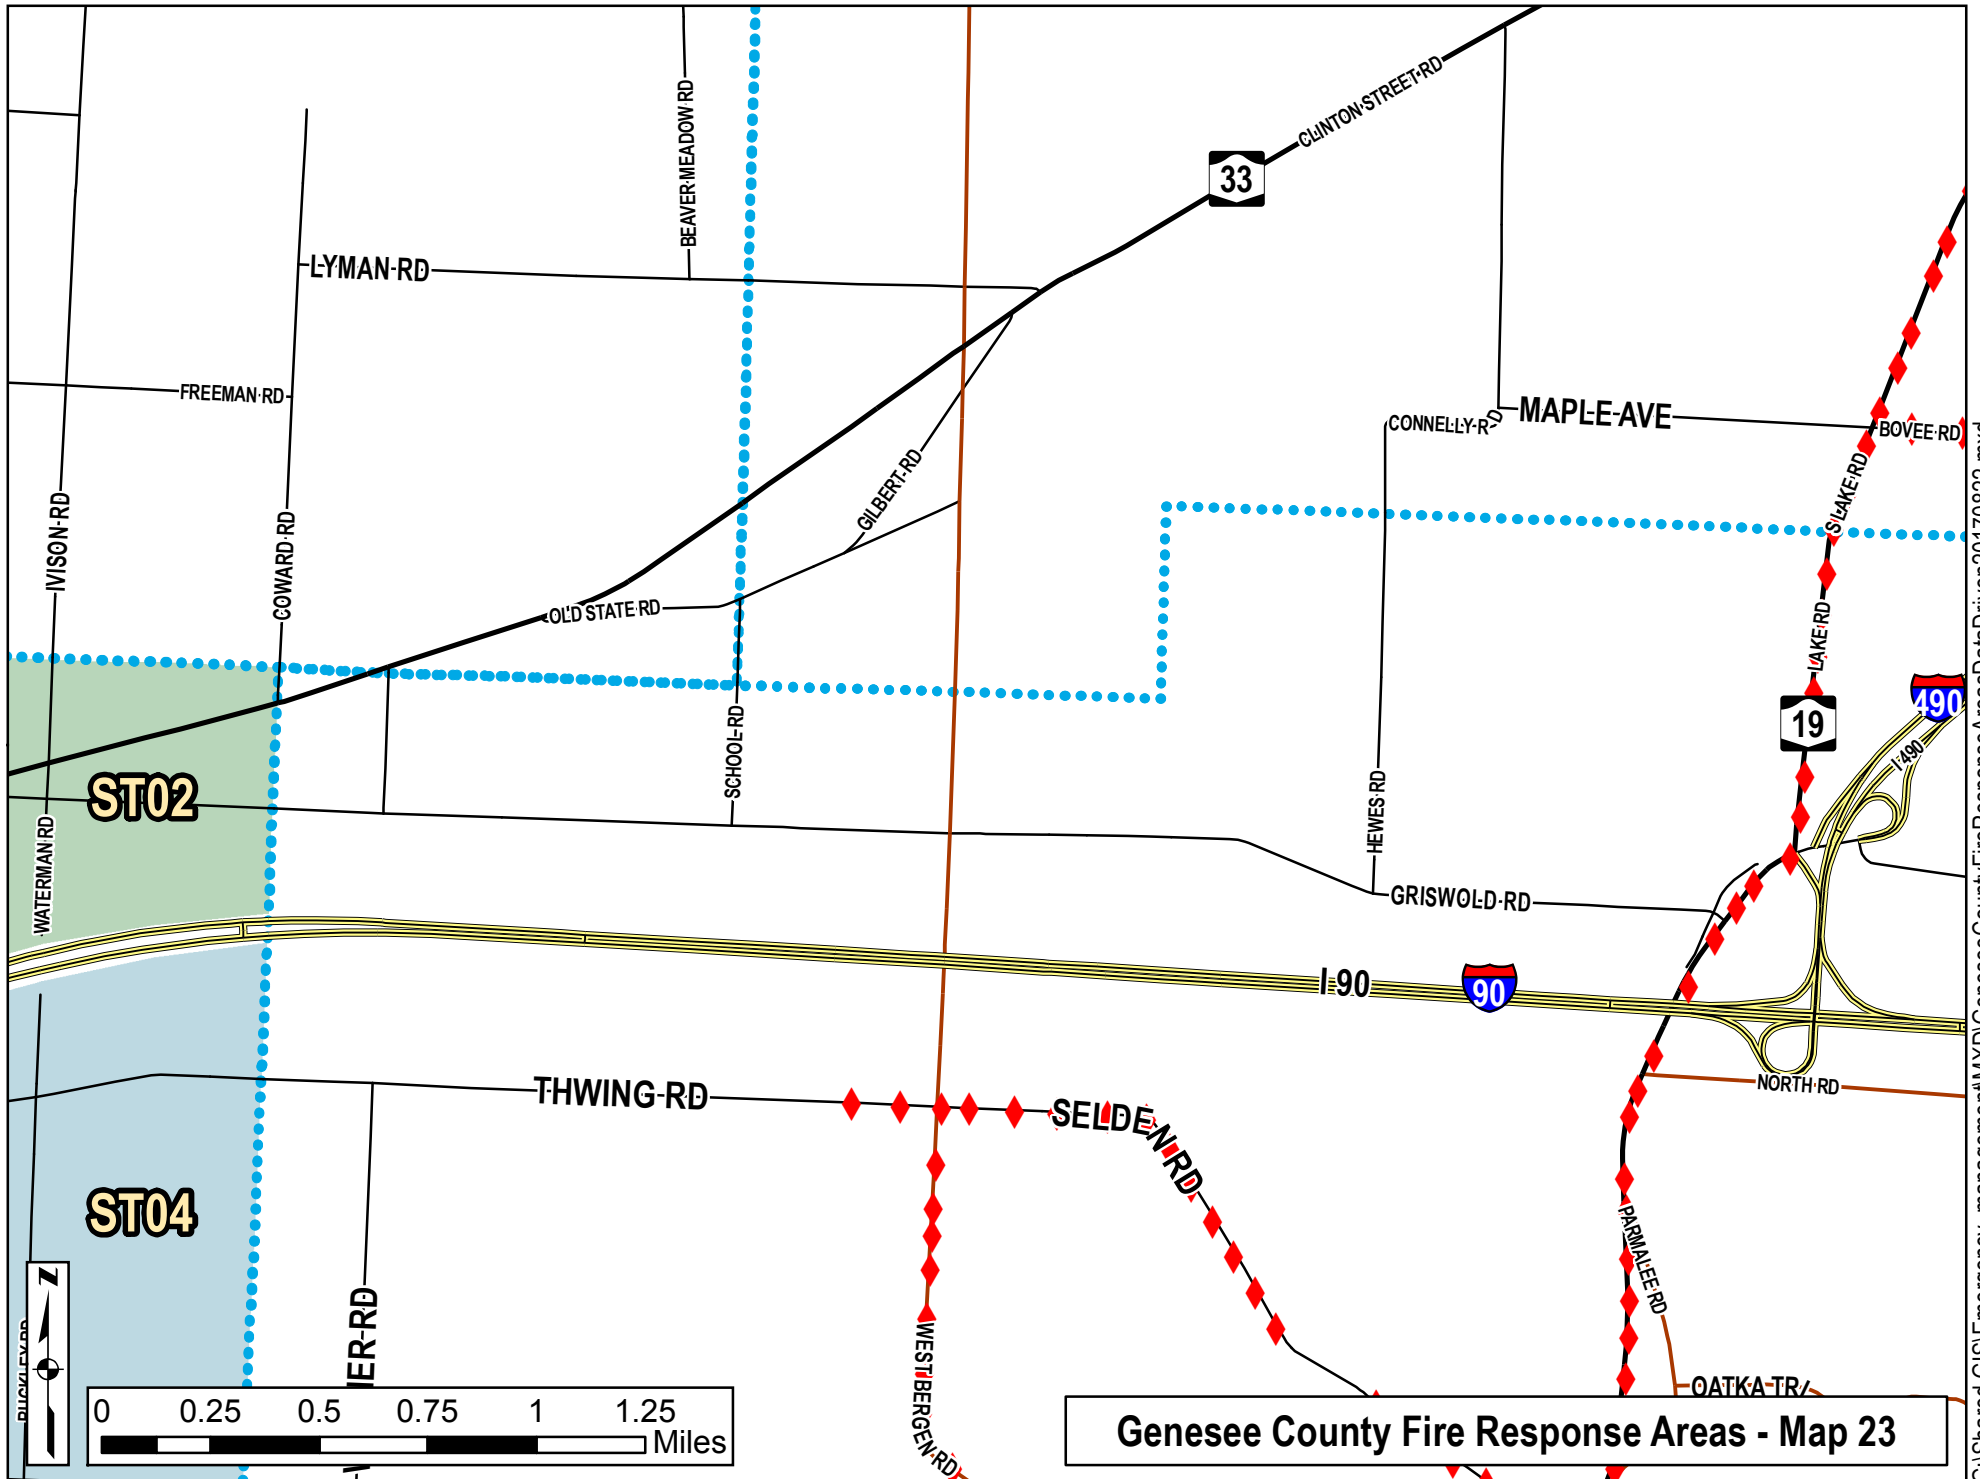 CLINTON STREET RD
33
BEAVER MEADOW RD
LYMAN RD
FREEMAN RD
MAPLE AVE
CONNELLY RD
BOVEE RD
S LAKE RD
GILBERT RD
IVISON RD
COWARD RD
OLD STATE RD
LAKE RD
490
19
I 490
SCHOOL RD
ST02
WATERMAN RD
HEWES RD
GRISWOLD RD
I 90
90
NORTH RD
THWING RD
SELDEN RD
ST04
PARMALEE RD
WEST BERGEN RD
OATKA TR
N
0 0.25 0.5 0.75 1 1.25
Miles
Genesee County Fire Response Areas - Map 23